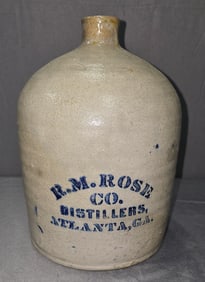 R.M. ROSE
CO.
DISTILLERS,
ATLANTA, GA.